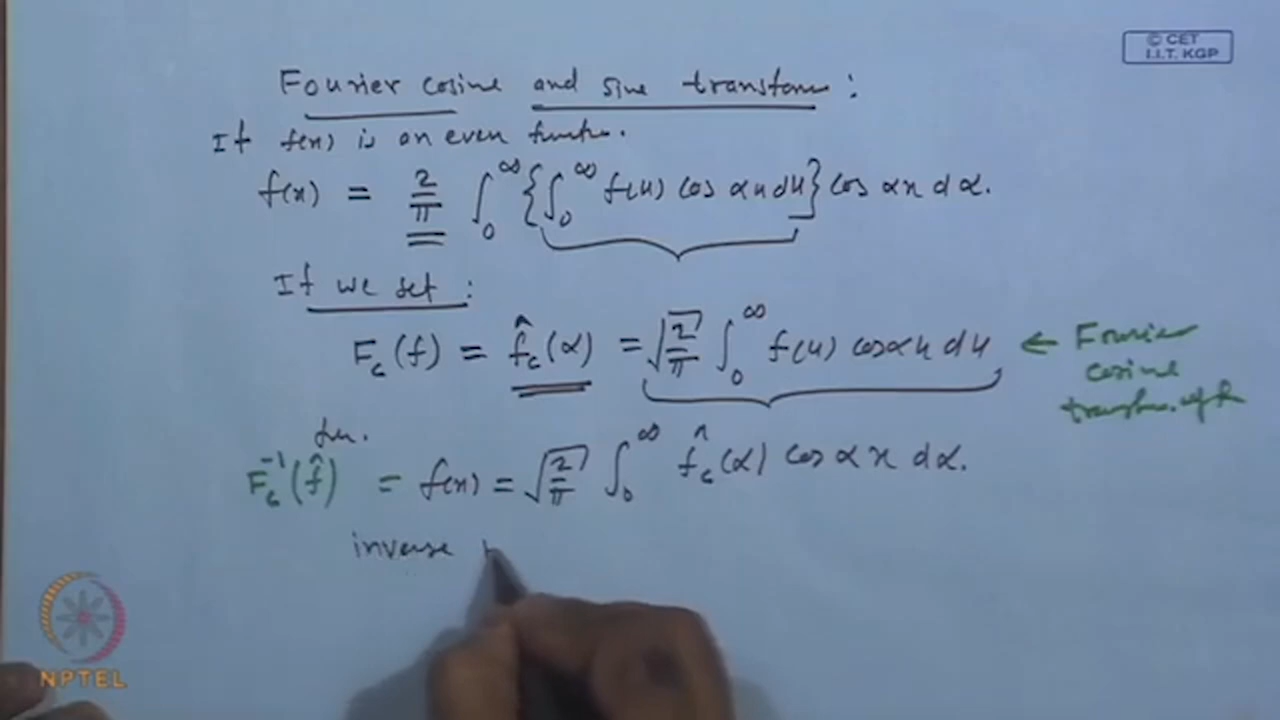 © CET
I.I.T. KGP
Fourier cosine and sine transforms:
If f(x) is an even function.
f(x) = 2/π ∫₀^∞ {∫₀^∞ f(u) cos αu du} cos αx dα.
If we set:
F_c(f) = f̂_c(α) = √(2/π) ∫₀^∞ f(u) cos αu du ← Fourier
cosine
transfm. of f
then.
F_c⁻¹(f̂) = f(x) = √(2/π) ∫₀^∞ f̂_c(α) cos αx dα.
inverse
NPTEL